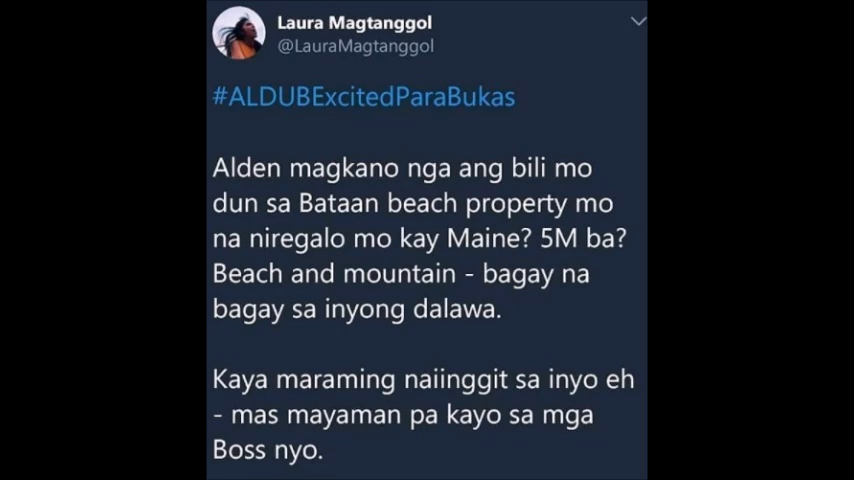 Laura Magtanggol
@LauraMagtanggol
#ALDUBExcitedParaBukas
Alden magkano nga ang bili mo
dun sa Bataan beach property mo
na niregalo mo kay Maine? 5M ba?
Beach and mountain - bagay na
bagay sa inyong dalawa.
Kaya maraming naiinggit sa inyo eh
- mas mayaman pa kayo sa mga
Boss nyo.